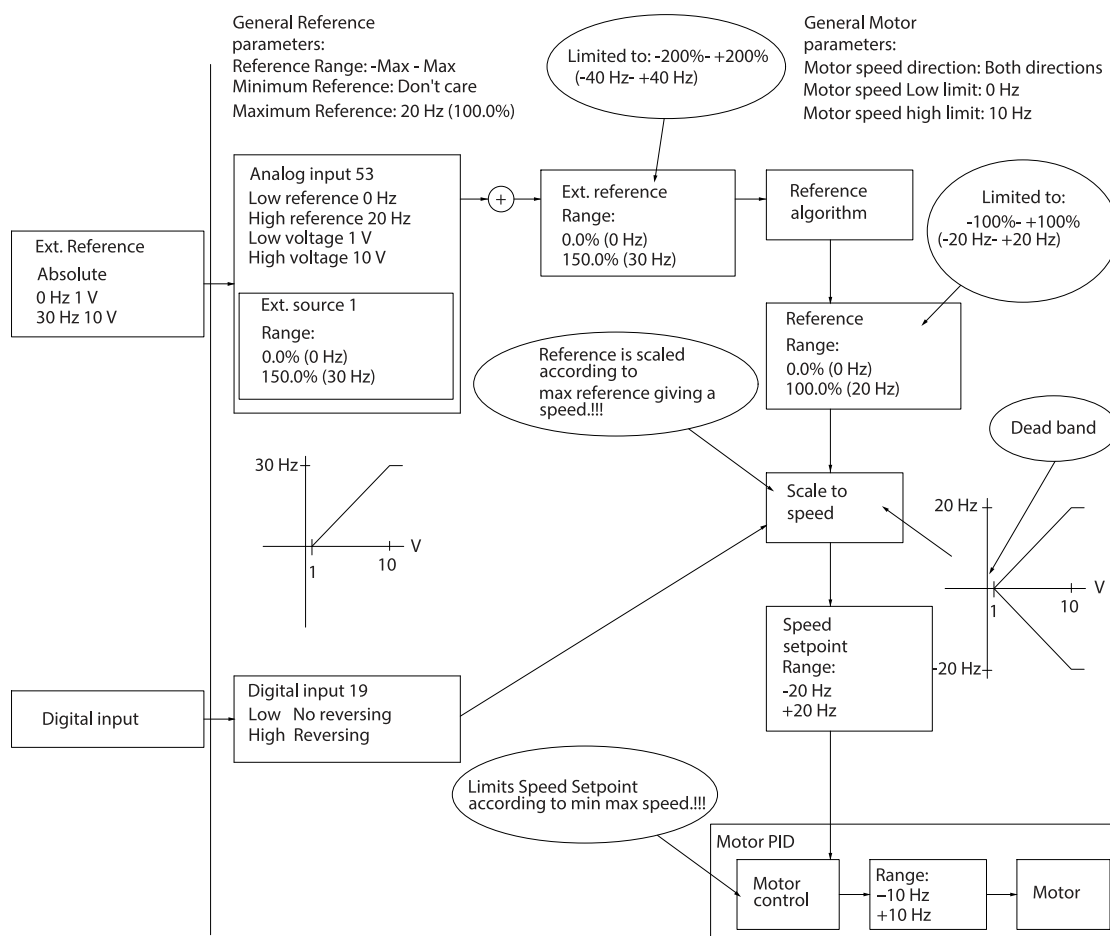 General Reference
parameters:
Reference Range: -Max - Max
Minimum Reference: Don't care
Maximum Reference: 20 Hz (100.0%)
Limited to: -200%- +200%
(-40 Hz- +40 Hz)
General Motor
parameters:
Motor speed direction: Both directions
Motor speed Low limit: 0 Hz
Motor speed high limit: 10 Hz
Ext. Reference
Absolute
0 Hz 1 V
30 Hz 10 V
Analog input 53
Low reference 0 Hz
High reference 20 Hz
Low voltage 1 V
High voltage 10 V
Ext. source 1
Range:
0.0% (0 Hz)
150.0% (30 Hz)
+
Ext. reference
Range:
0.0% (0 Hz)
150.0% (30 Hz)
Reference
algorithm
Limited to:
-100%- +100%
(-20 Hz- +20 Hz)
Reference
Range:
0.0% (0 Hz)
100.0% (20 Hz)
Reference is scaled
according to
max reference giving a
speed.!!!
Dead band
30 Hz
1
10
V
Scale to
speed
20 Hz
1
10
V
-20 Hz
Speed
setpoint
Range:
-20 Hz
+20 Hz
Digital input
Digital input 19
Low No reversing
High Reversing
Limits Speed Setpoint
according to min max speed.!!!
Motor PID
Motor
control
Range:
–10 Hz
+10 Hz
Motor